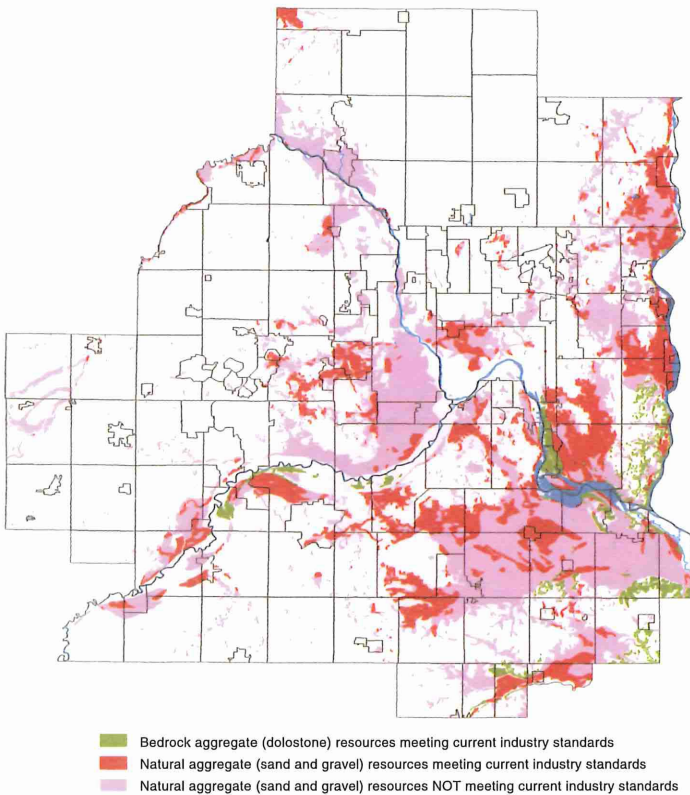 Bedrock aggregate (dolostone) resources meeting current industry standards
Natural aggregate (sand and gravel) resources meeting current industry standards
Natural aggregate (sand and gravel) resources NOT meeting current industry standards